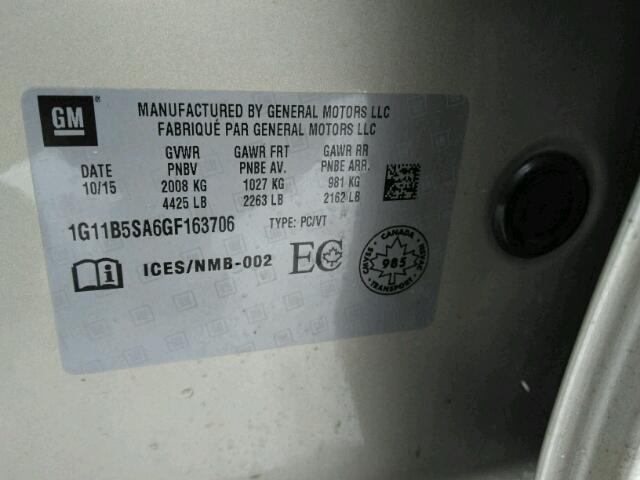 GM
MANUFACTURED BY GENERAL MOTORS LLC
FABRIQUÉ PAR GENERAL MOTORS LLC
GVWR GAWR FRT GAWR RR
DATE PNBV PNBE AV. PNBE ARR.
10/15 2008 KG 1027 KG 981 KG
4425 LB 2263 LB 2162 LB
1G11B5SA6GF163706 TYPE: PC/VT
ICES/NMB-002 EC
CANADA
CMVSS
985
NSVAC
TRANSPORT